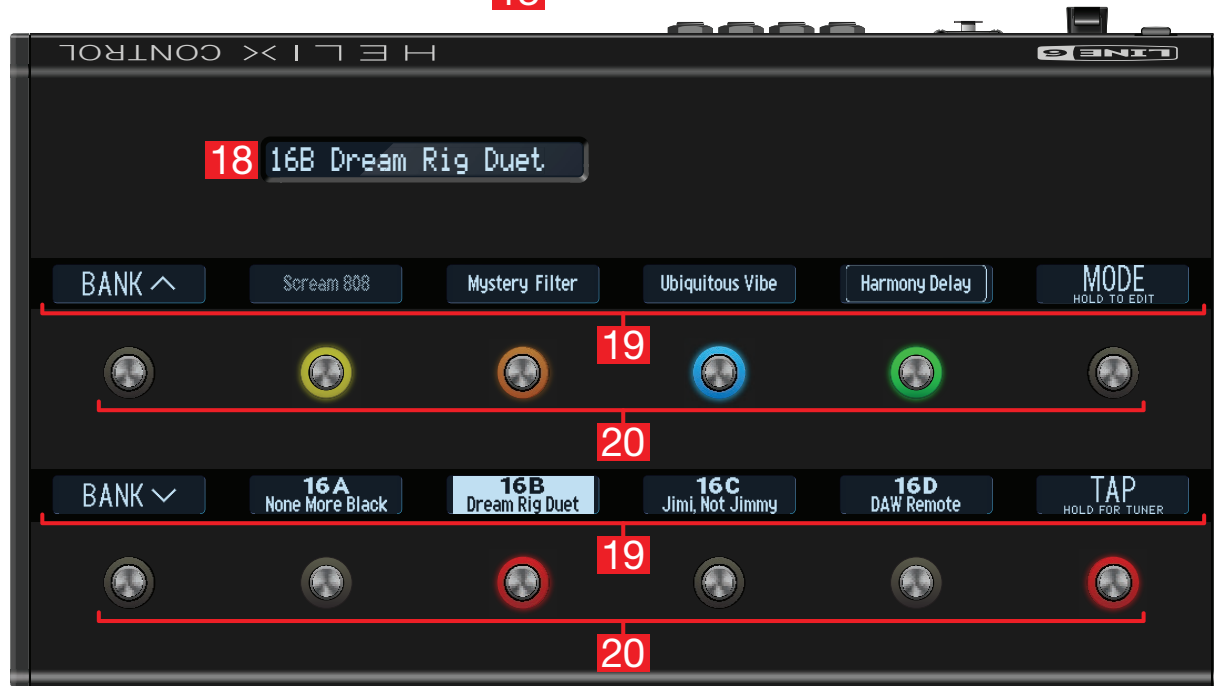 HELIX CONTROL
LINE 6
18
16B Dream Rig Duet
BANK
Scream 808
Mystery Filter
Ubiquitous Vibe
Harmony Delay
MODE
HOLD TO EDIT
19
20
BANK
16A
None More Black
16B
Dream Rig Duet
16C
Jimi, Not Jimmy
16D
DAW Remote
TAP
HOLD FOR TUNER
19
20